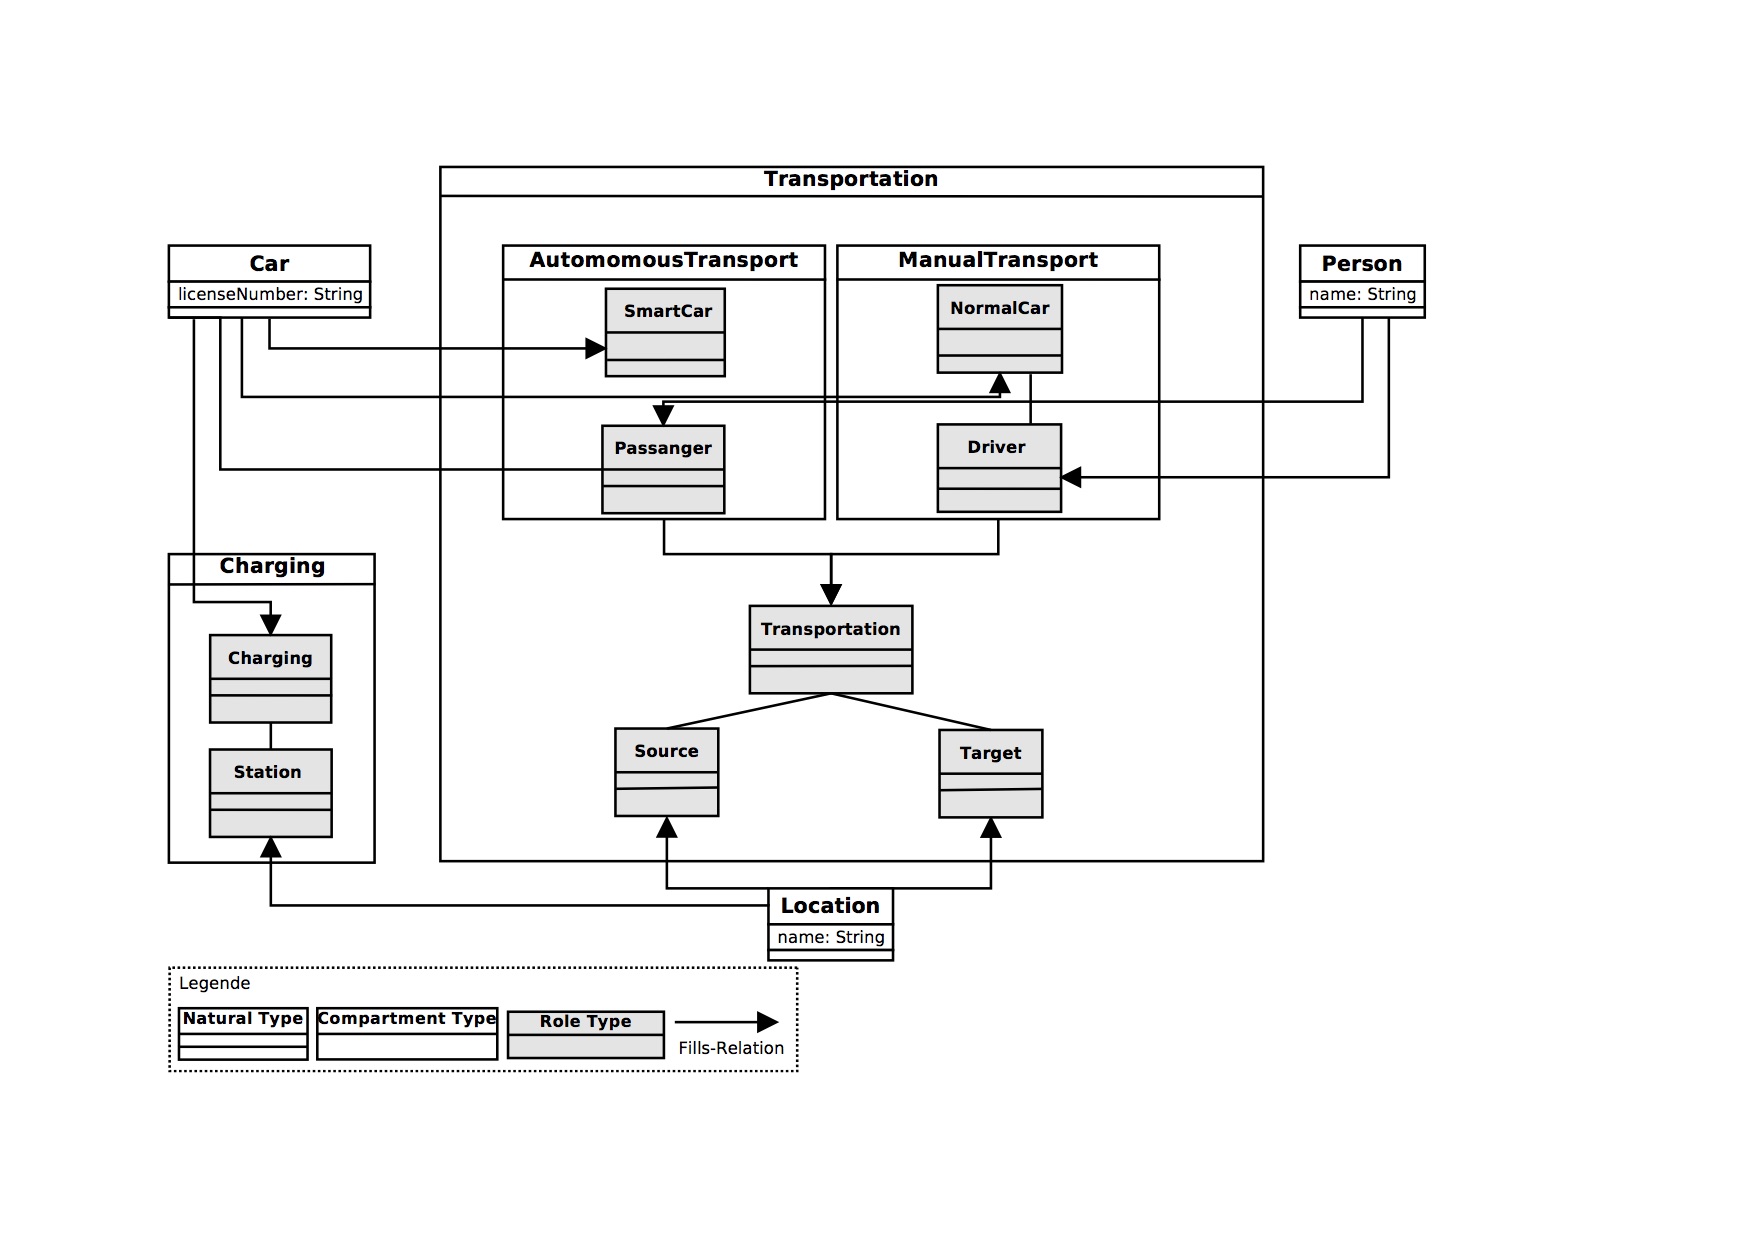 Transportation
Car
licenseNumber: String
AutomomousTransport
ManualTransport
Person
name: String
SmartCar
NormalCar
Passanger
Driver
Charging
Transportation
Charging
Source
Target
Station
Location
name: String
Legende
Natural Type
Compartment Type
Role Type
Fills-Relation